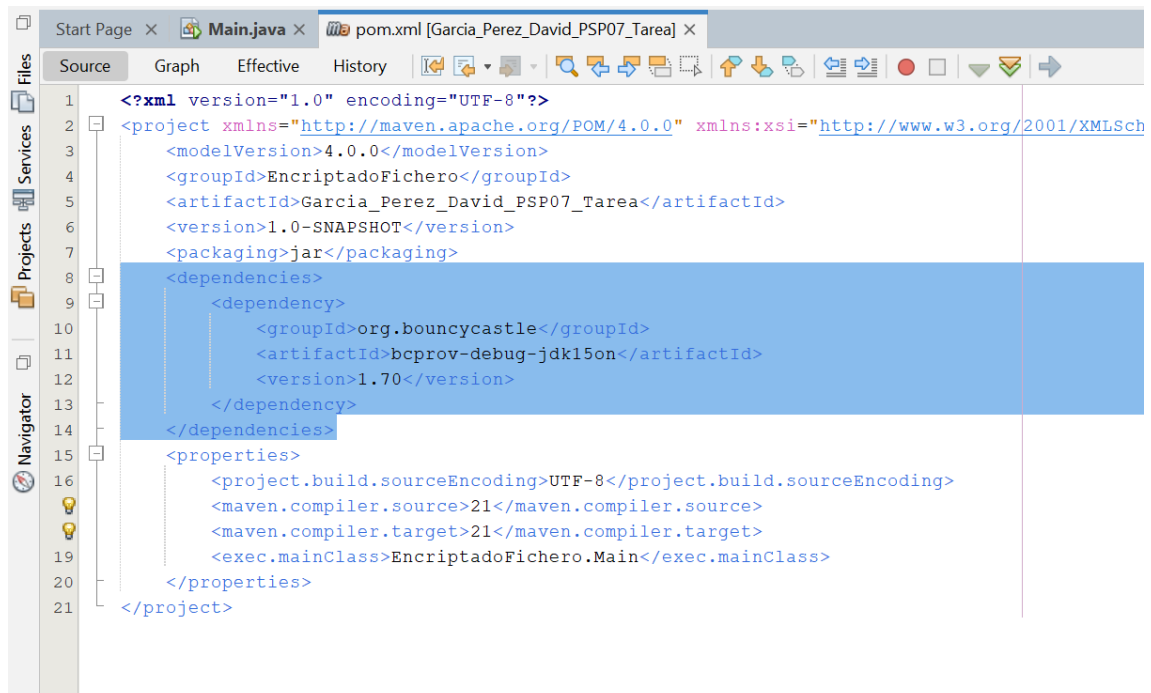 Start Page
Main.java
pom.xml [Garcia_Perez_David_PSP07_Tarea]
Files
Services
Projects
Navigator
Source Graph Effective History
1 <?xml version="1.0" encoding="UTF-8"?>
2 <project xmlns="http://maven.apache.org/POM/4.0.0" xmlns:xsi="http://www.w3.org/2001/XMLSch
3 <modelVersion>4.0.0</modelVersion>
4 <groupId>EncriptadoFichero</groupId>
5 <artifactId>Garcia_Perez_David_PSP07_Tarea</artifactId>
6 <version>1.0-SNAPSHOT</version>
7 <packaging>jar</packaging>
8 <dependencies>
9 <dependency>
10 <groupId>org.bouncycastle</groupId>
11 <artifactId>bcprov-debug-jdk15on</artifactId>
12 <version>1.70</version>
13 </dependency>
14 </dependencies>
15 <properties>
16 <project.build.sourceEncoding>UTF-8</project.build.sourceEncoding>
<maven.compiler.source>21</maven.compiler.source>
<maven.compiler.target>21</maven.compiler.target>
19 <exec.mainClass>EncriptadoFichero.Main</exec.mainClass>
20 </properties>
21 </project>